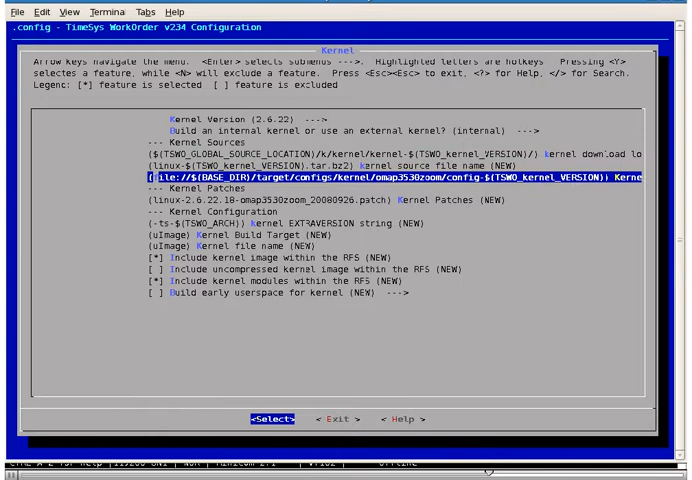 File Edit View Terminal Tabs Help
.config - TimeSys WorkOrder v234 Configuration
Kernel
Arrow keys navigate the menu. <Enter> selects submenus --->. Highlighted letters are hotkeys Pressing <Y>
selectes a feature, while <N> will exclude a feature. Press <Esc><Esc> to exit, <?> for Help, </> for Search.
Legend: [*] feature is selected [ ] feature is excluded
Kernel Version (2.6.22) --->
Build an internal kernel or use an external kernel? (internal) --->
--- Kernel Sources
($(TSWO_GLOBAL_SOURCE_LOCATION)/k/kernel/kernel-$(TSWO_kernel_VERSION)/) kernel download lo
(linux-$(TSWO_kernel_VERSION).tar.bz2) kernel source file name (NEW)
(file://$(BASE_DIR)/target/configs/kernel/omap3530zoom/config-$(TSWO_kernel_VERSION)) Kerne
--- Kernel Patches
(linux-2.6.22.18-omap3530zoom_20080926.patch) Kernel Patches (NEW)
--- Kernel Configuration
(-ts-$(TSWO_ARCH)) kernel EXTRAVERSION string (NEW)
(uImage) Kernel Build Target (NEW)
(uImage) Kernel file name (NEW)
[*] Include kernel image within the RFS (NEW)
[ ] Include uncompressed kernel image within the RFS (NEW)
[*] Include kernel modules within the RFS (NEW)
[ ] Build early userspace for kernel (NEW) --->
<Select> < Exit > < Help >